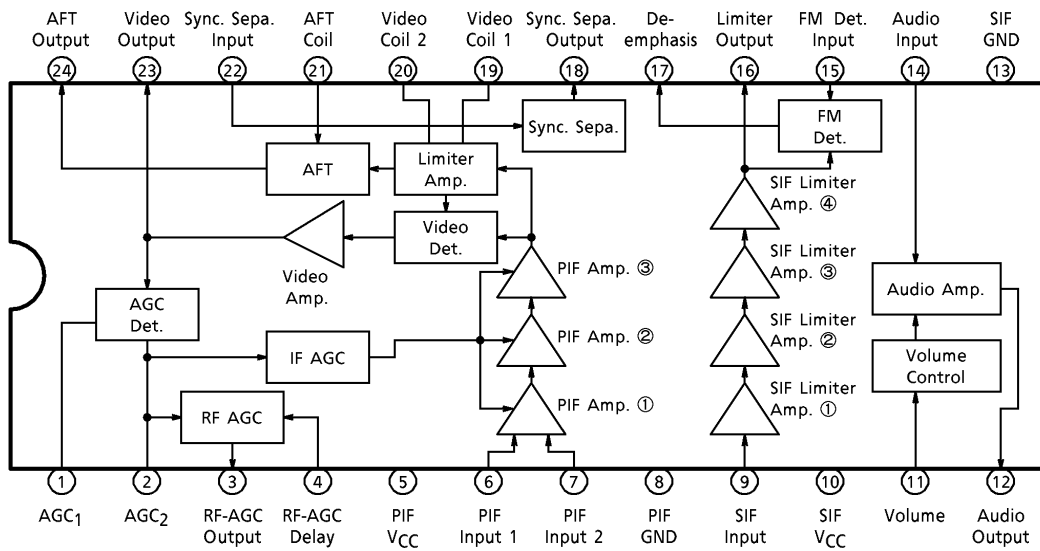 AFT Video Sync. Sepa. AFT Video Video Sync. Sepa. De- Limiter FM Det. Audio SIF
Output Output Input Coil Coil 2 Coil 1 Output emphasis Output Input Input GND
24 23 22 21 20 19 18 17 16 15 14 13
Sync. Sepa.
FM
Det.
AFT
Limiter
Amp.
SIF Limiter
Amp. ④
Video
Det.
Video
Amp.
PIF Amp. ③
SIF Limiter
Amp. ③
Audio Amp.
AGC
Det.
IF AGC
PIF Amp. ②
SIF Limiter
Amp. ②
Volume
Control
RF AGC
PIF Amp. ①
SIF Limiter
Amp. ①
1 2 3 4 5 6 7 8 9 10 11 12
AGC1 AGC2 RF-AGC RF-AGC PIF PIF PIF PIF SIF SIF Volume Audio
Output Delay VCC Input 1 Input 2 GND Input VCC Output